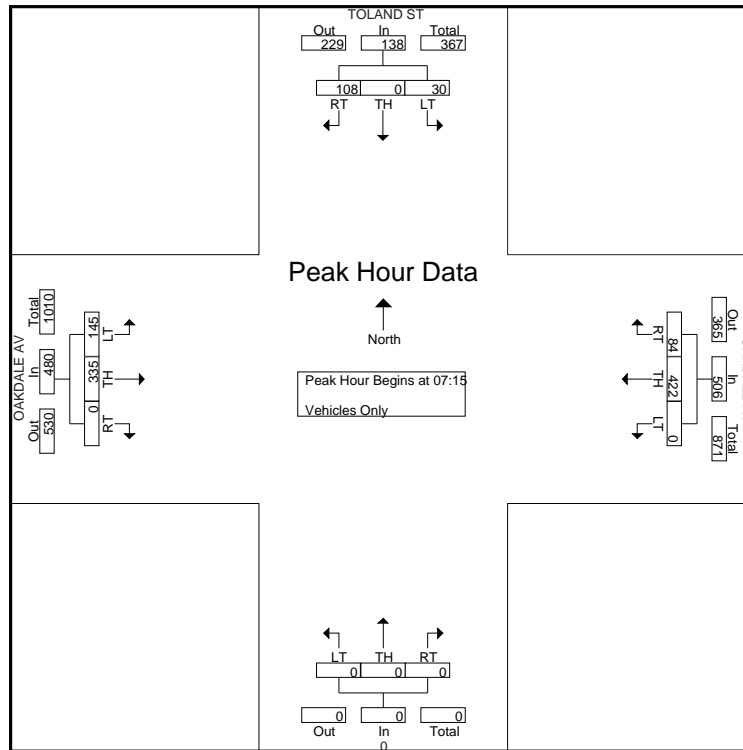 TOLAND ST
Out In Total
229 138 367
108 0 30
RT TH LT
Peak Hour Data
North
Peak Hour Begins at 07:15
Vehicles Only
OAKDALE AV
Out In Total
530 480 1010
0 335 145
RT TH LT
Out In Total
365 506 871
84 422 0
RT TH LT
LT TH RT
0 0 0
0 0 0
Out In Total
0